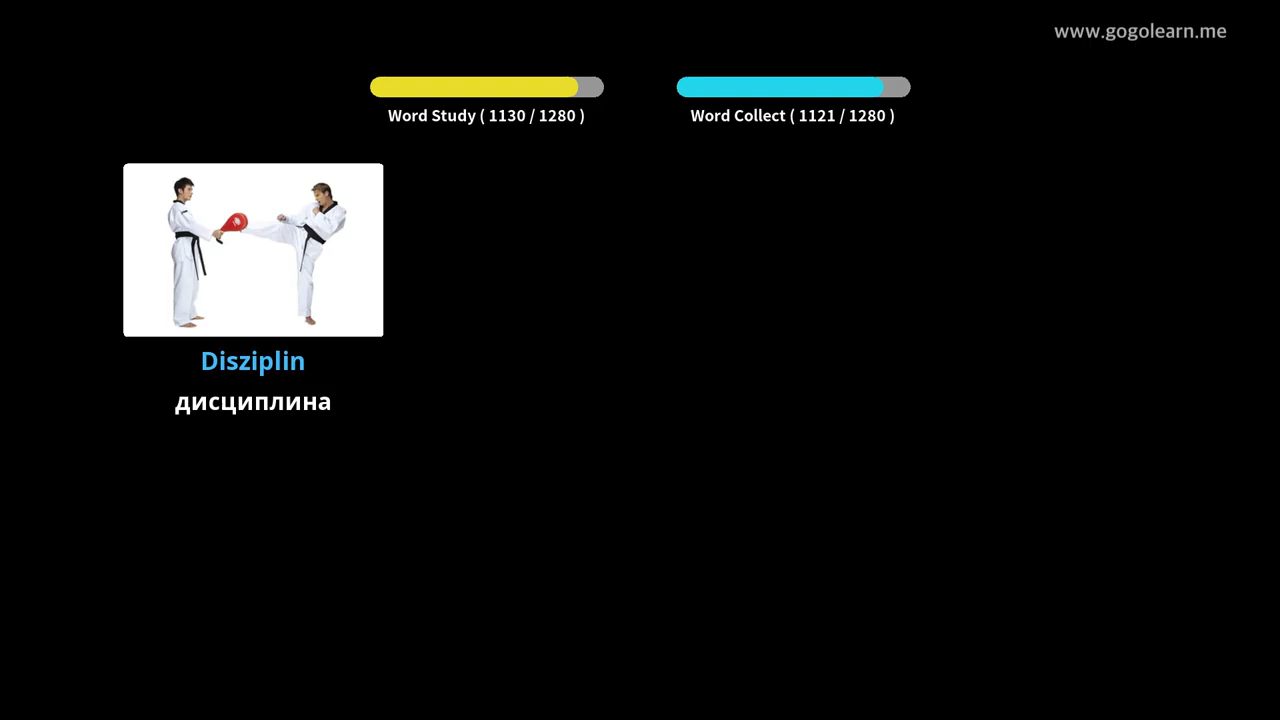 www.gogolearn.me
Word Study ( 1130 / 1280 )
Word Collect ( 1121 / 1280 )
Disziplin
дисциплина